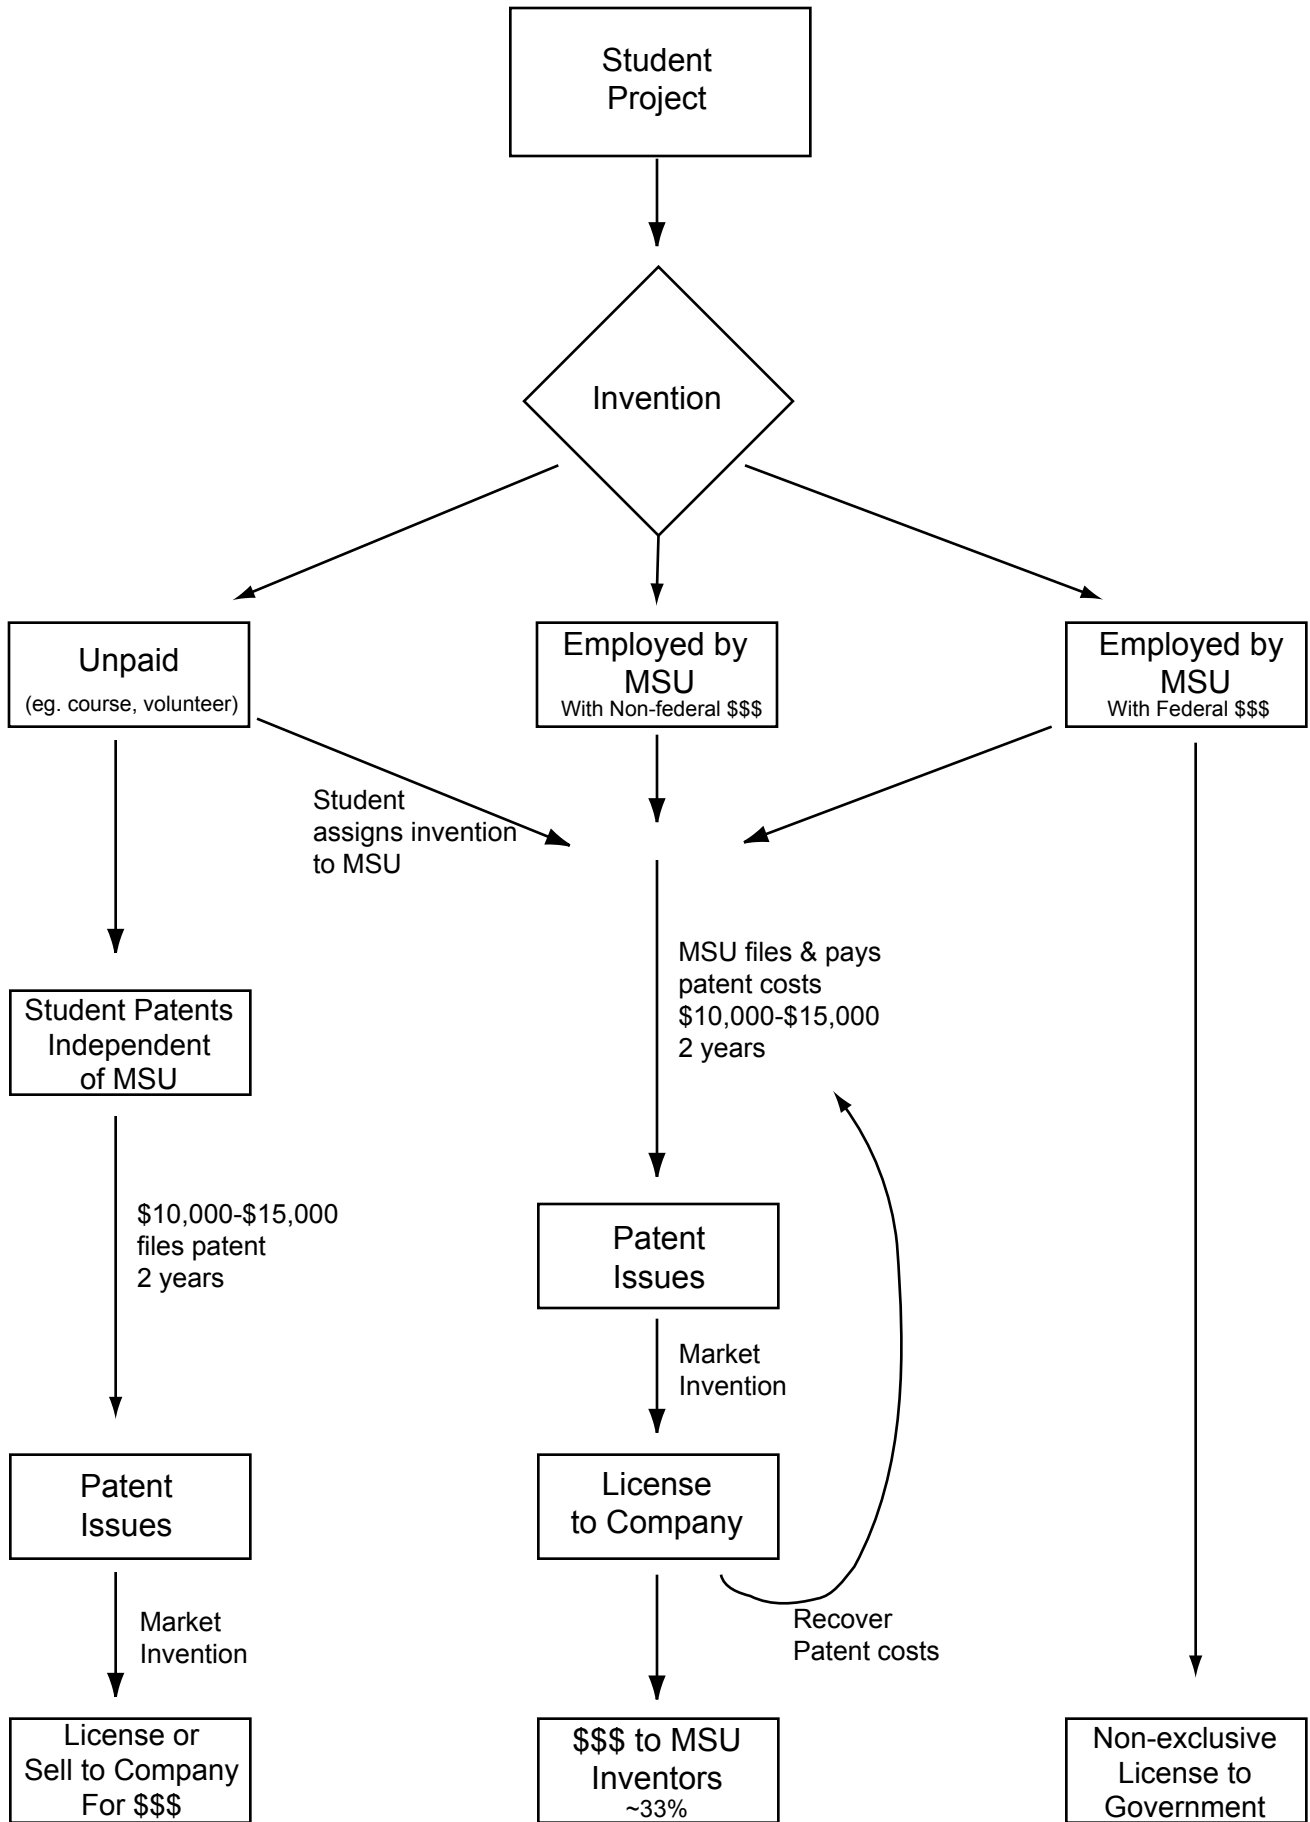 Student
Project
Invention
Unpaid
(eg. course, volunteer)
Employed by
MSU
With Non-federal $$$
Employed by
MSU
With Federal $$$
Student
assigns invention
to MSU
MSU files & pays
patent costs
$10,000-$15,000
2 years
Student Patents
Independent
of MSU
$10,000-$15,000
files patent
2 years
Patent
Issues
Market
Invention
Patent
Issues
License
to Company
Market
Invention
Recover
Patent costs
License or
Sell to Company
For $$$
$$$ to MSU
Inventors
~33%
Non-exclusive
License to
Government